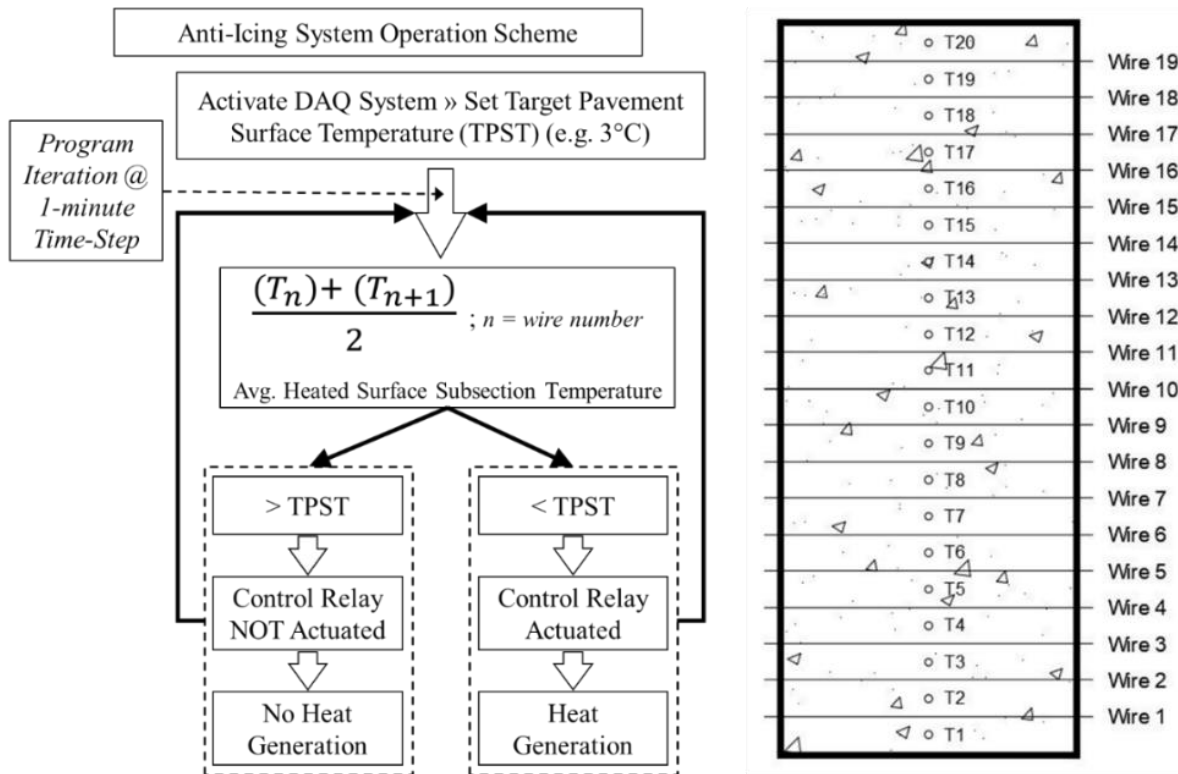 Anti-Icing System Operation Scheme
Activate DAQ System » Set Target Pavement
Surface Temperature (TPST) (e.g. 3°C)
Program
Iteration @
1-minute
Time-Step
(Tn)+ (Tn+1)
2
; n = wire number
Avg. Heated Surface Subsection Temperature
> TPST
Control Relay
NOT Actuated
No Heat
Generation
< TPST
Control Relay
Actuated
Heat
Generation
T20
Wire 19
T19
Wire 18
T18
Wire 17
T17
Wire 16
T16
Wire 15
T15
Wire 14
T14
Wire 13
T13
Wire 12
T12
Wire 11
T11
Wire 10
T10
Wire 9
T9
Wire 8
T8
Wire 7
T7
Wire 6
T6
Wire 5
T5
Wire 4
T4
Wire 3
T3
Wire 2
T2
Wire 1
T1